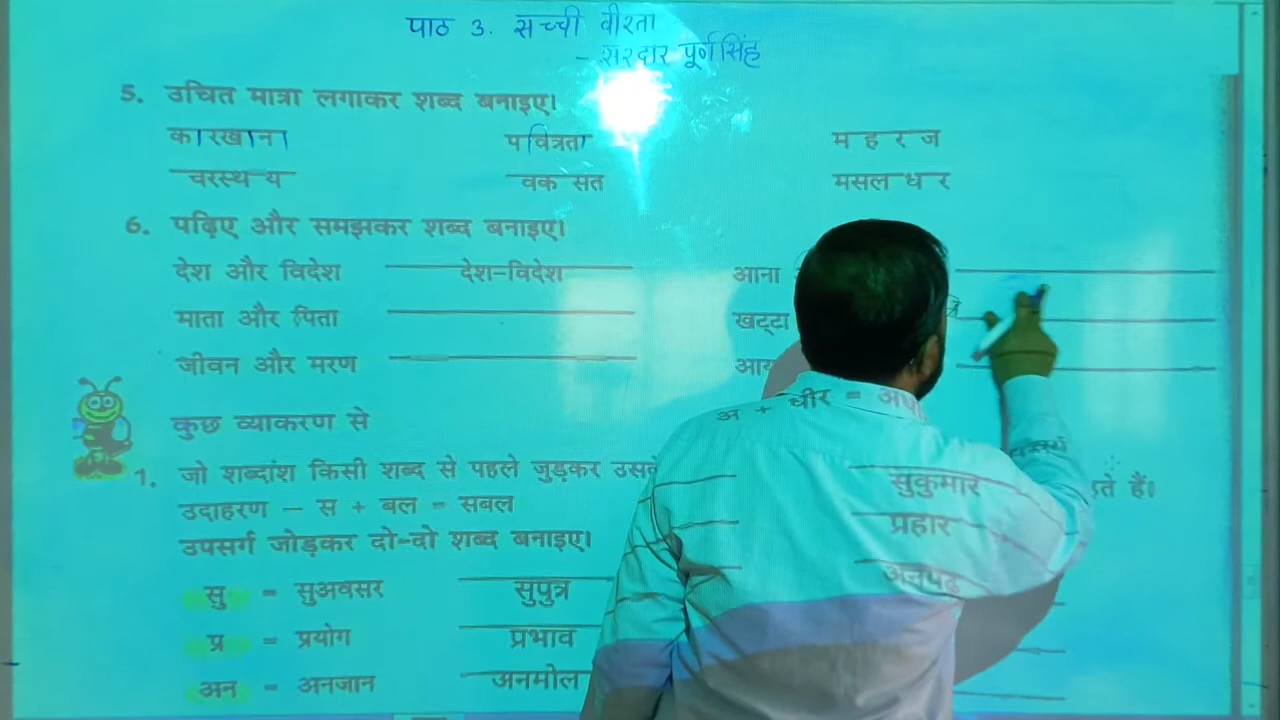 पाठ 3. सच्ची वीरता
- सरदार पूर्ण सिंह
5. उचित मात्रा लगाकर शब्द बनाइए।
कारखाना पवित्रता म ह र ज
चरस्थ य वक सत मसल ध र
6. पढ़िए और समझकर शब्द बनाइए।
देश और विदेश देश-विदेश आना
माता और पिता खट्टा
जीवन और मरण आय
कुछ व्याकरण से
1. जो शब्दांश किसी शब्द से पहले जुड़कर
उदाहरण – स + बल = सबल अ + धीर =
उपसर्ग जोड़कर दो-दो शब्द बनाइए।
सु = सुअवसर सुपुत्र सुकुमार
प्र = प्रयोग प्रभाव प्रहार
अन = अनजान अनमोल अनपढ़